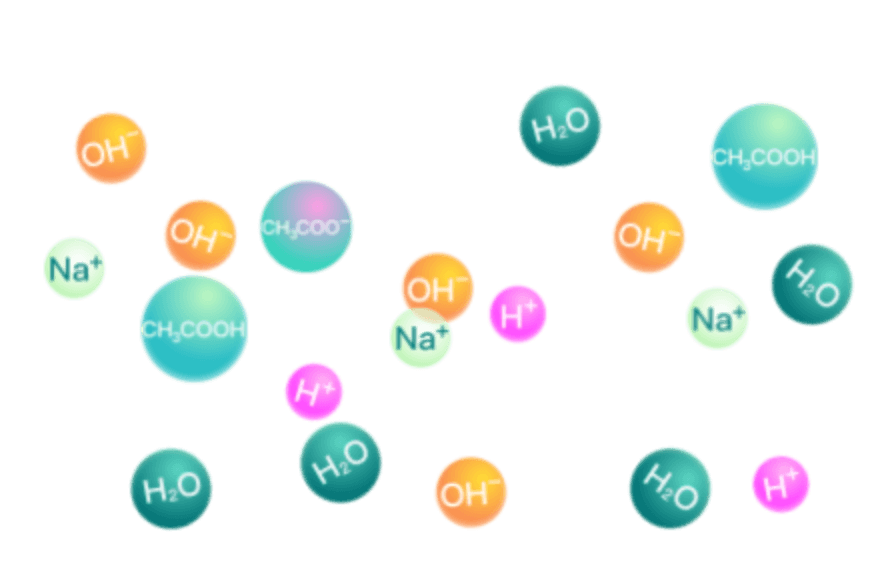 H₂O
OH⁻
CH₃COOH
OH⁻
CH₃COO⁻
OH⁻
Na⁺
H₂O
OH⁻
H⁺
Na⁺
CH₃COOH
Na⁺
H⁺
H₂O
H₂O
OH⁻
H₂O
H⁺